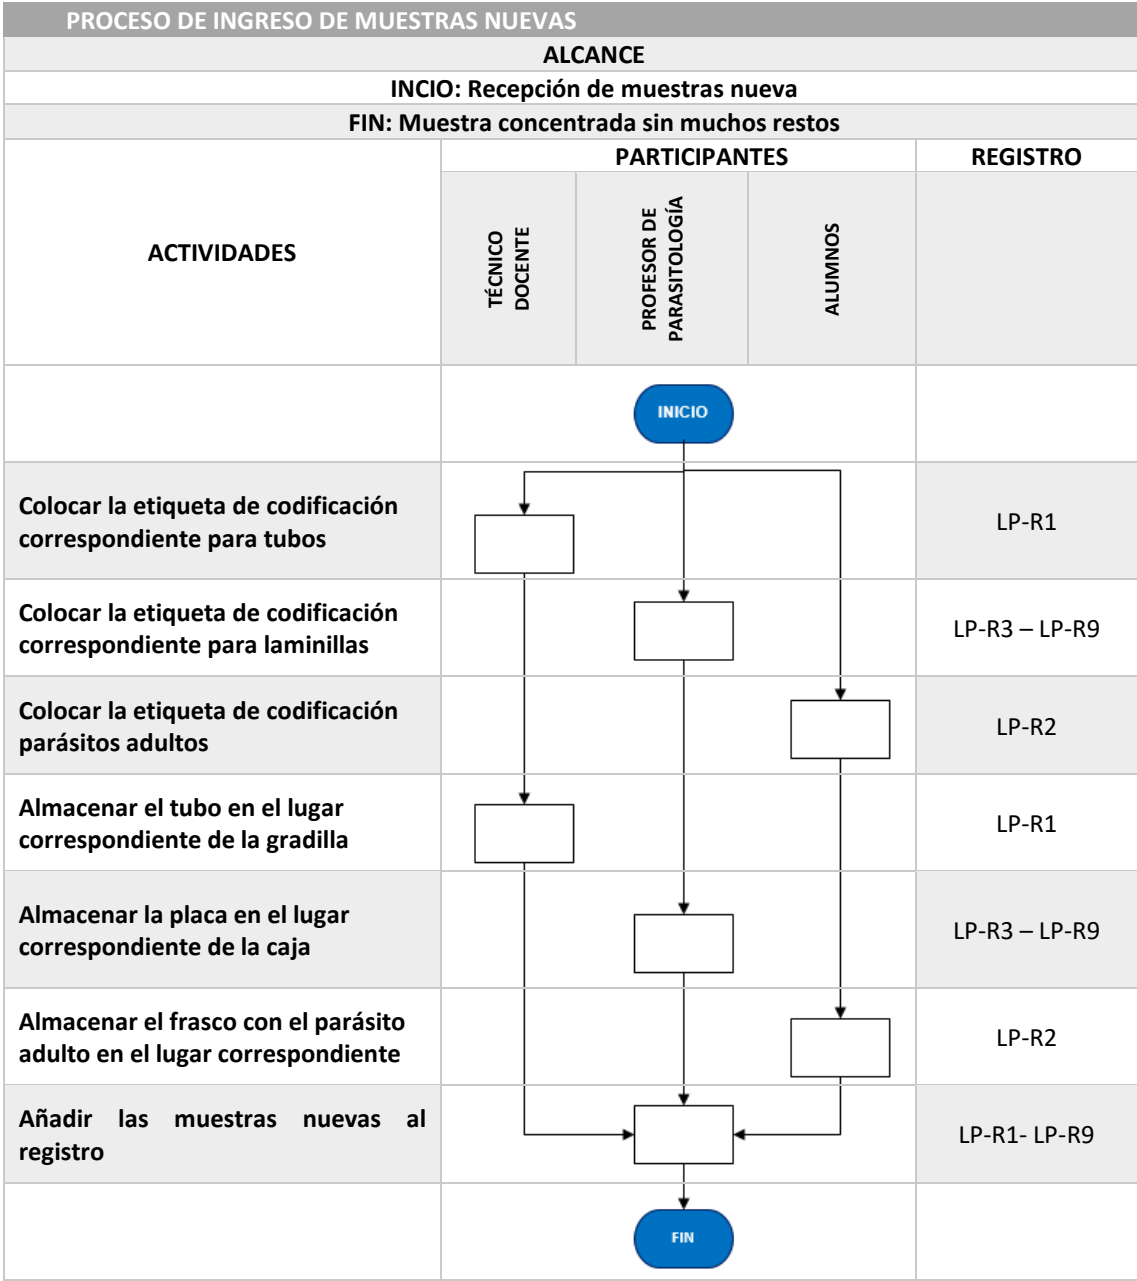 PROCESO DE INGRESO DE MUESTRAS NUEVAS
ALCANCE
INCIO: Recepción de muestras nueva
FIN: Muestra concentrada sin muchos restos
ACTIVIDADES
PARTICIPANTES
REGISTRO
TÉCNICO
DOCENTE
PROFESOR DE
PARASITOLOGÍA
ALUMNOS
INICIO
Colocar la etiqueta de codificación
correspondiente para tubos
LP-R1
Colocar la etiqueta de codificación
correspondiente para laminillas
LP-R3 – LP-R9
Colocar la etiqueta de codificación
parásitos adultos
LP-R2
Almacenar el tubo en el lugar
correspondiente de la gradilla
LP-R1
Almacenar la placa en el lugar
correspondiente de la caja
LP-R3 – LP-R9
Almacenar el frasco con el parásito
adulto en el lugar correspondiente
LP-R2
Añadir las muestras nuevas al
registro
LP-R1- LP-R9
FIN